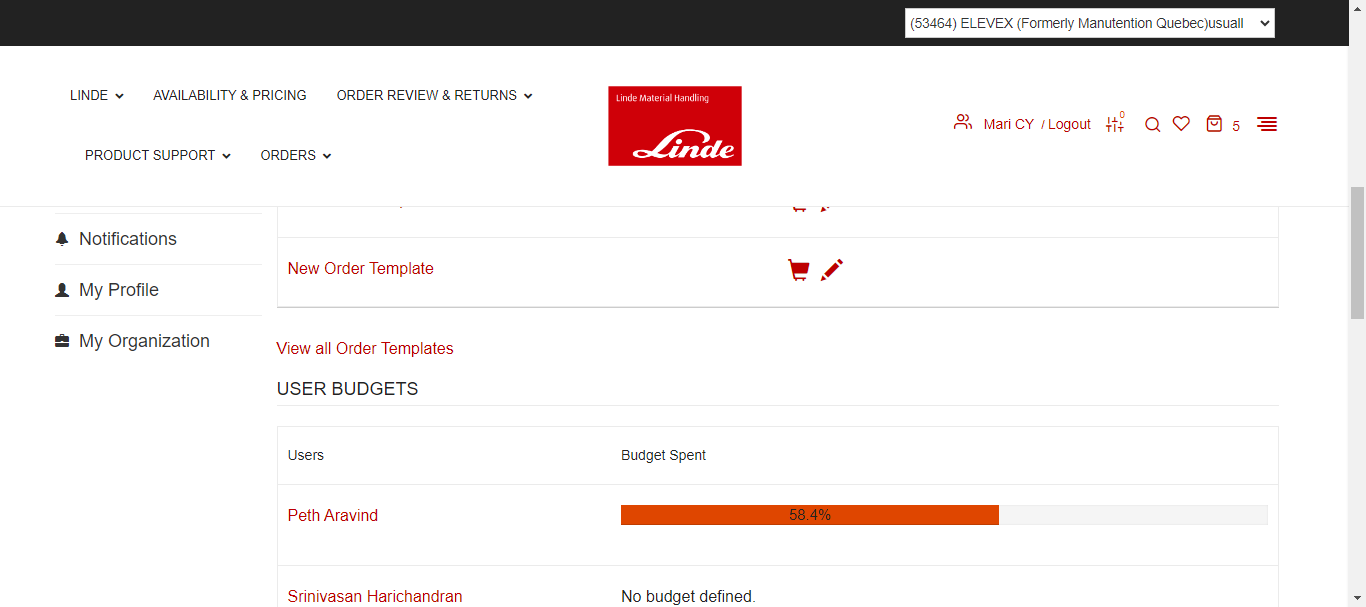 (53464) ELEVEX (Formerly Manutention Quebec)usuall
LINDE
AVAILABILITY & PRICING
ORDER REVIEW & RETURNS
PRODUCT SUPPORT
ORDERS
Linde Material Handling
Linde
Mari CY / Logout
0
5
Notifications
My Profile
My Organization
New Order Template
View all Order Templates
USER BUDGETS
Users Budget Spent
Peth Aravind 58.4%
Srinivasan Harichandran No budget defined.